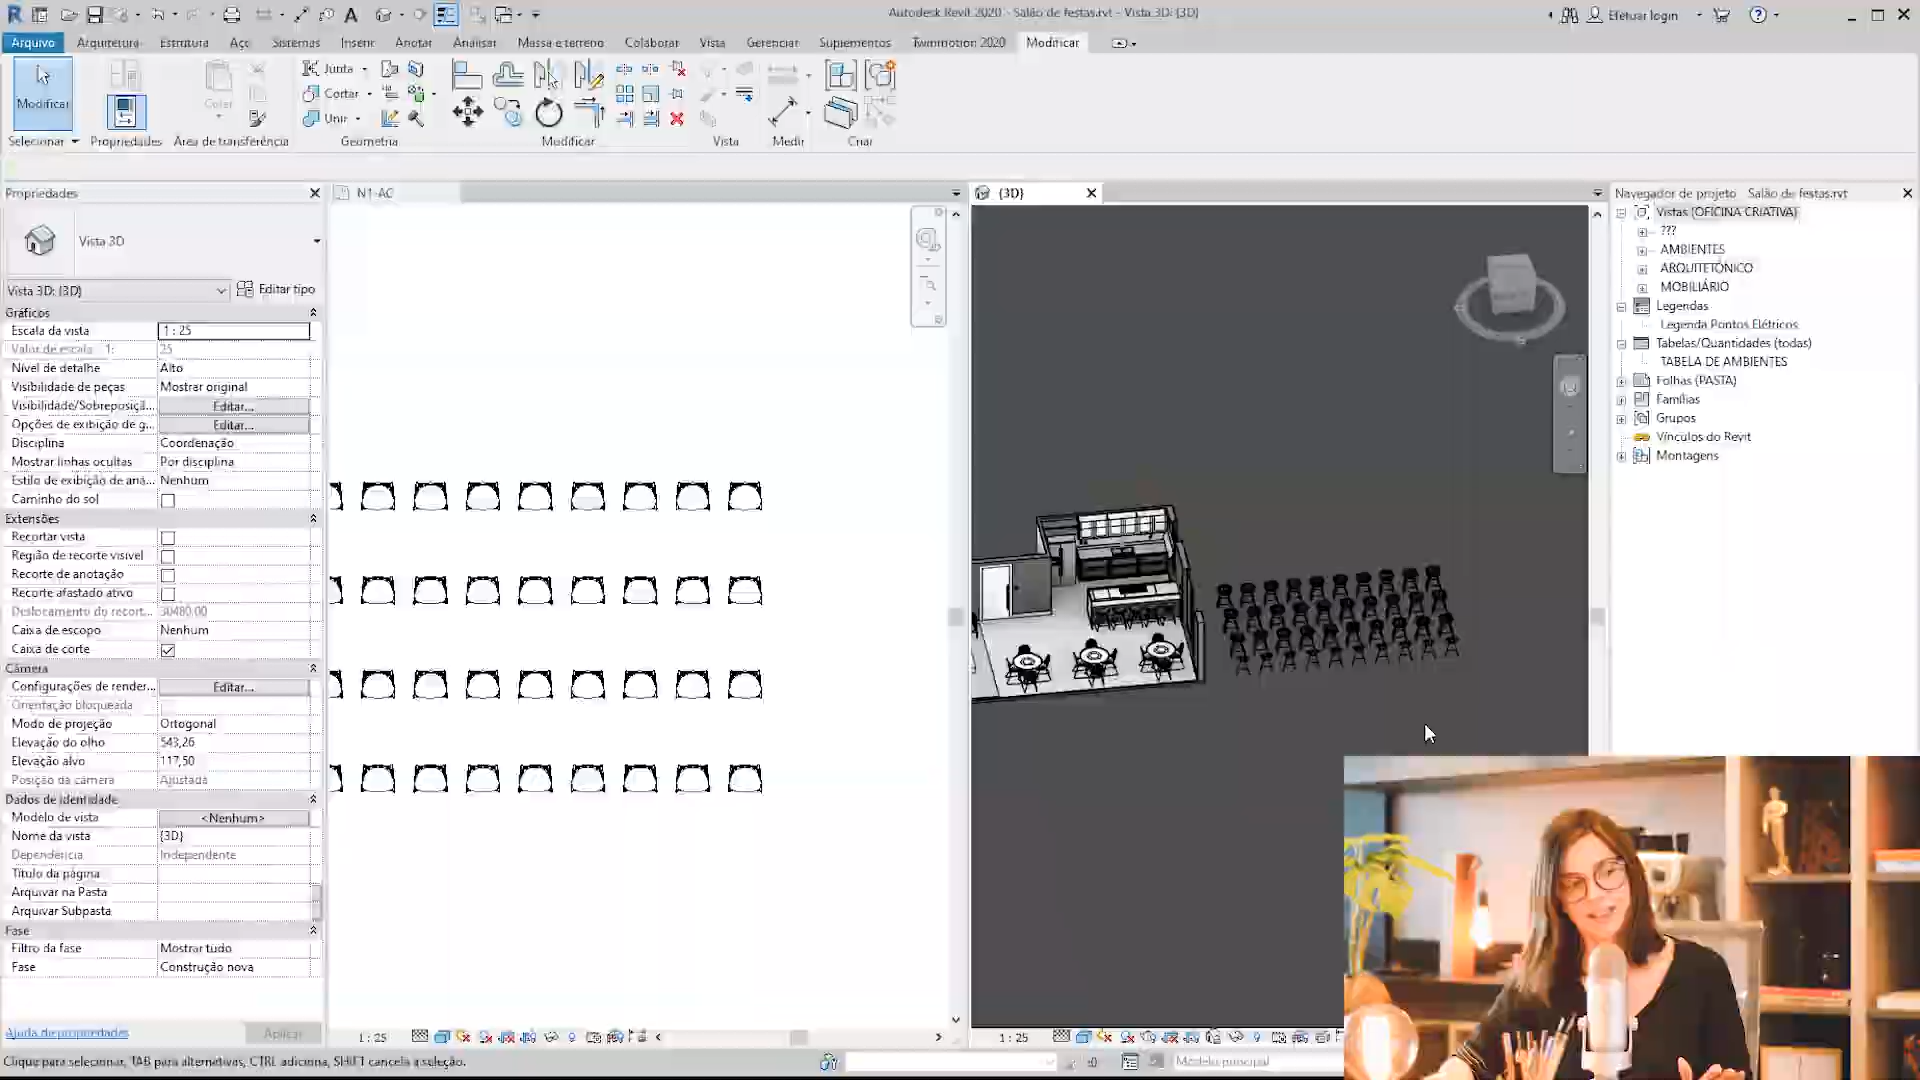 Autodesk Revit 2020 - Salão de festas.rvt - Vista 3D: {3D}
Efetuar login
Arquivo Arquitetura Estrutura Aço Sistemas Inserir Anotar Analisar Massa e terreno Colaborar Vista Gerenciar Suplementos Twinmotion 2020 Modificar
Modificar
Colar
Junta
Cortar
Unir
Selecionar Propriedades Área de transferência Geometria Modificar Vista Medir Criar
Propriedades
Vista 3D
Vista 3D: {3D}
Editar tipo
Gráficos
Escala da vista 1 : 25
Valor de escala 1: 25
Nível de detalhe Alto
Visibilidade de peças Mostrar original
Visibilidade/Sobreposiçã... Editar...
Opções de exibição de g... Editar...
Disciplina Coordenação
Mostrar linhas ocultas Por disciplina
Estilo de exibição de aná... Nenhum
Caminho do sol
Extensões
Recortar vista
Região de recorte visível
Recorte de anotação
Recorte afastado ativo
Deslocamento do recort... 30480.00
Caixa de escopo Nenhum
Caixa de corte
Câmera
Configurações de render... Editar...
Orientação bloqueada
Modo de projeção Ortogonal
Elevação do olho 543,26
Elevação alvo 117,50
Posição da câmera Ajustada
Dados de identidade
Modelo de vista <Nenhum>
Nome da vista {3D}
Dependência Independente
Título da página
Arquivar na Pasta
Arquivar Subpasta
Fase
Filtro da fase Mostrar tudo
Fase Construção nova
Ajuda de propriedades
Aplicar
N1-AC
1 : 25
{3D}
1 : 25
Navegador de projeto - Salão de festas.rvt
Vistas (OFICINA CRIATIVA)
???
AMBIENTES
ARQUITETÔNICO
MOBILIÁRIO
Legendas
Legenda Pontos Elétricos
Tabelas/Quantidades (todas)
TABELA DE AMBIENTES
Folhas (PASTA)
Famílias
Grupos
Vínculos do Revit
Montagens
Clique para selecionar, TAB para alternativas, CTRL adiciona, SHIFT cancela a seleção.
:0
Modelo principal